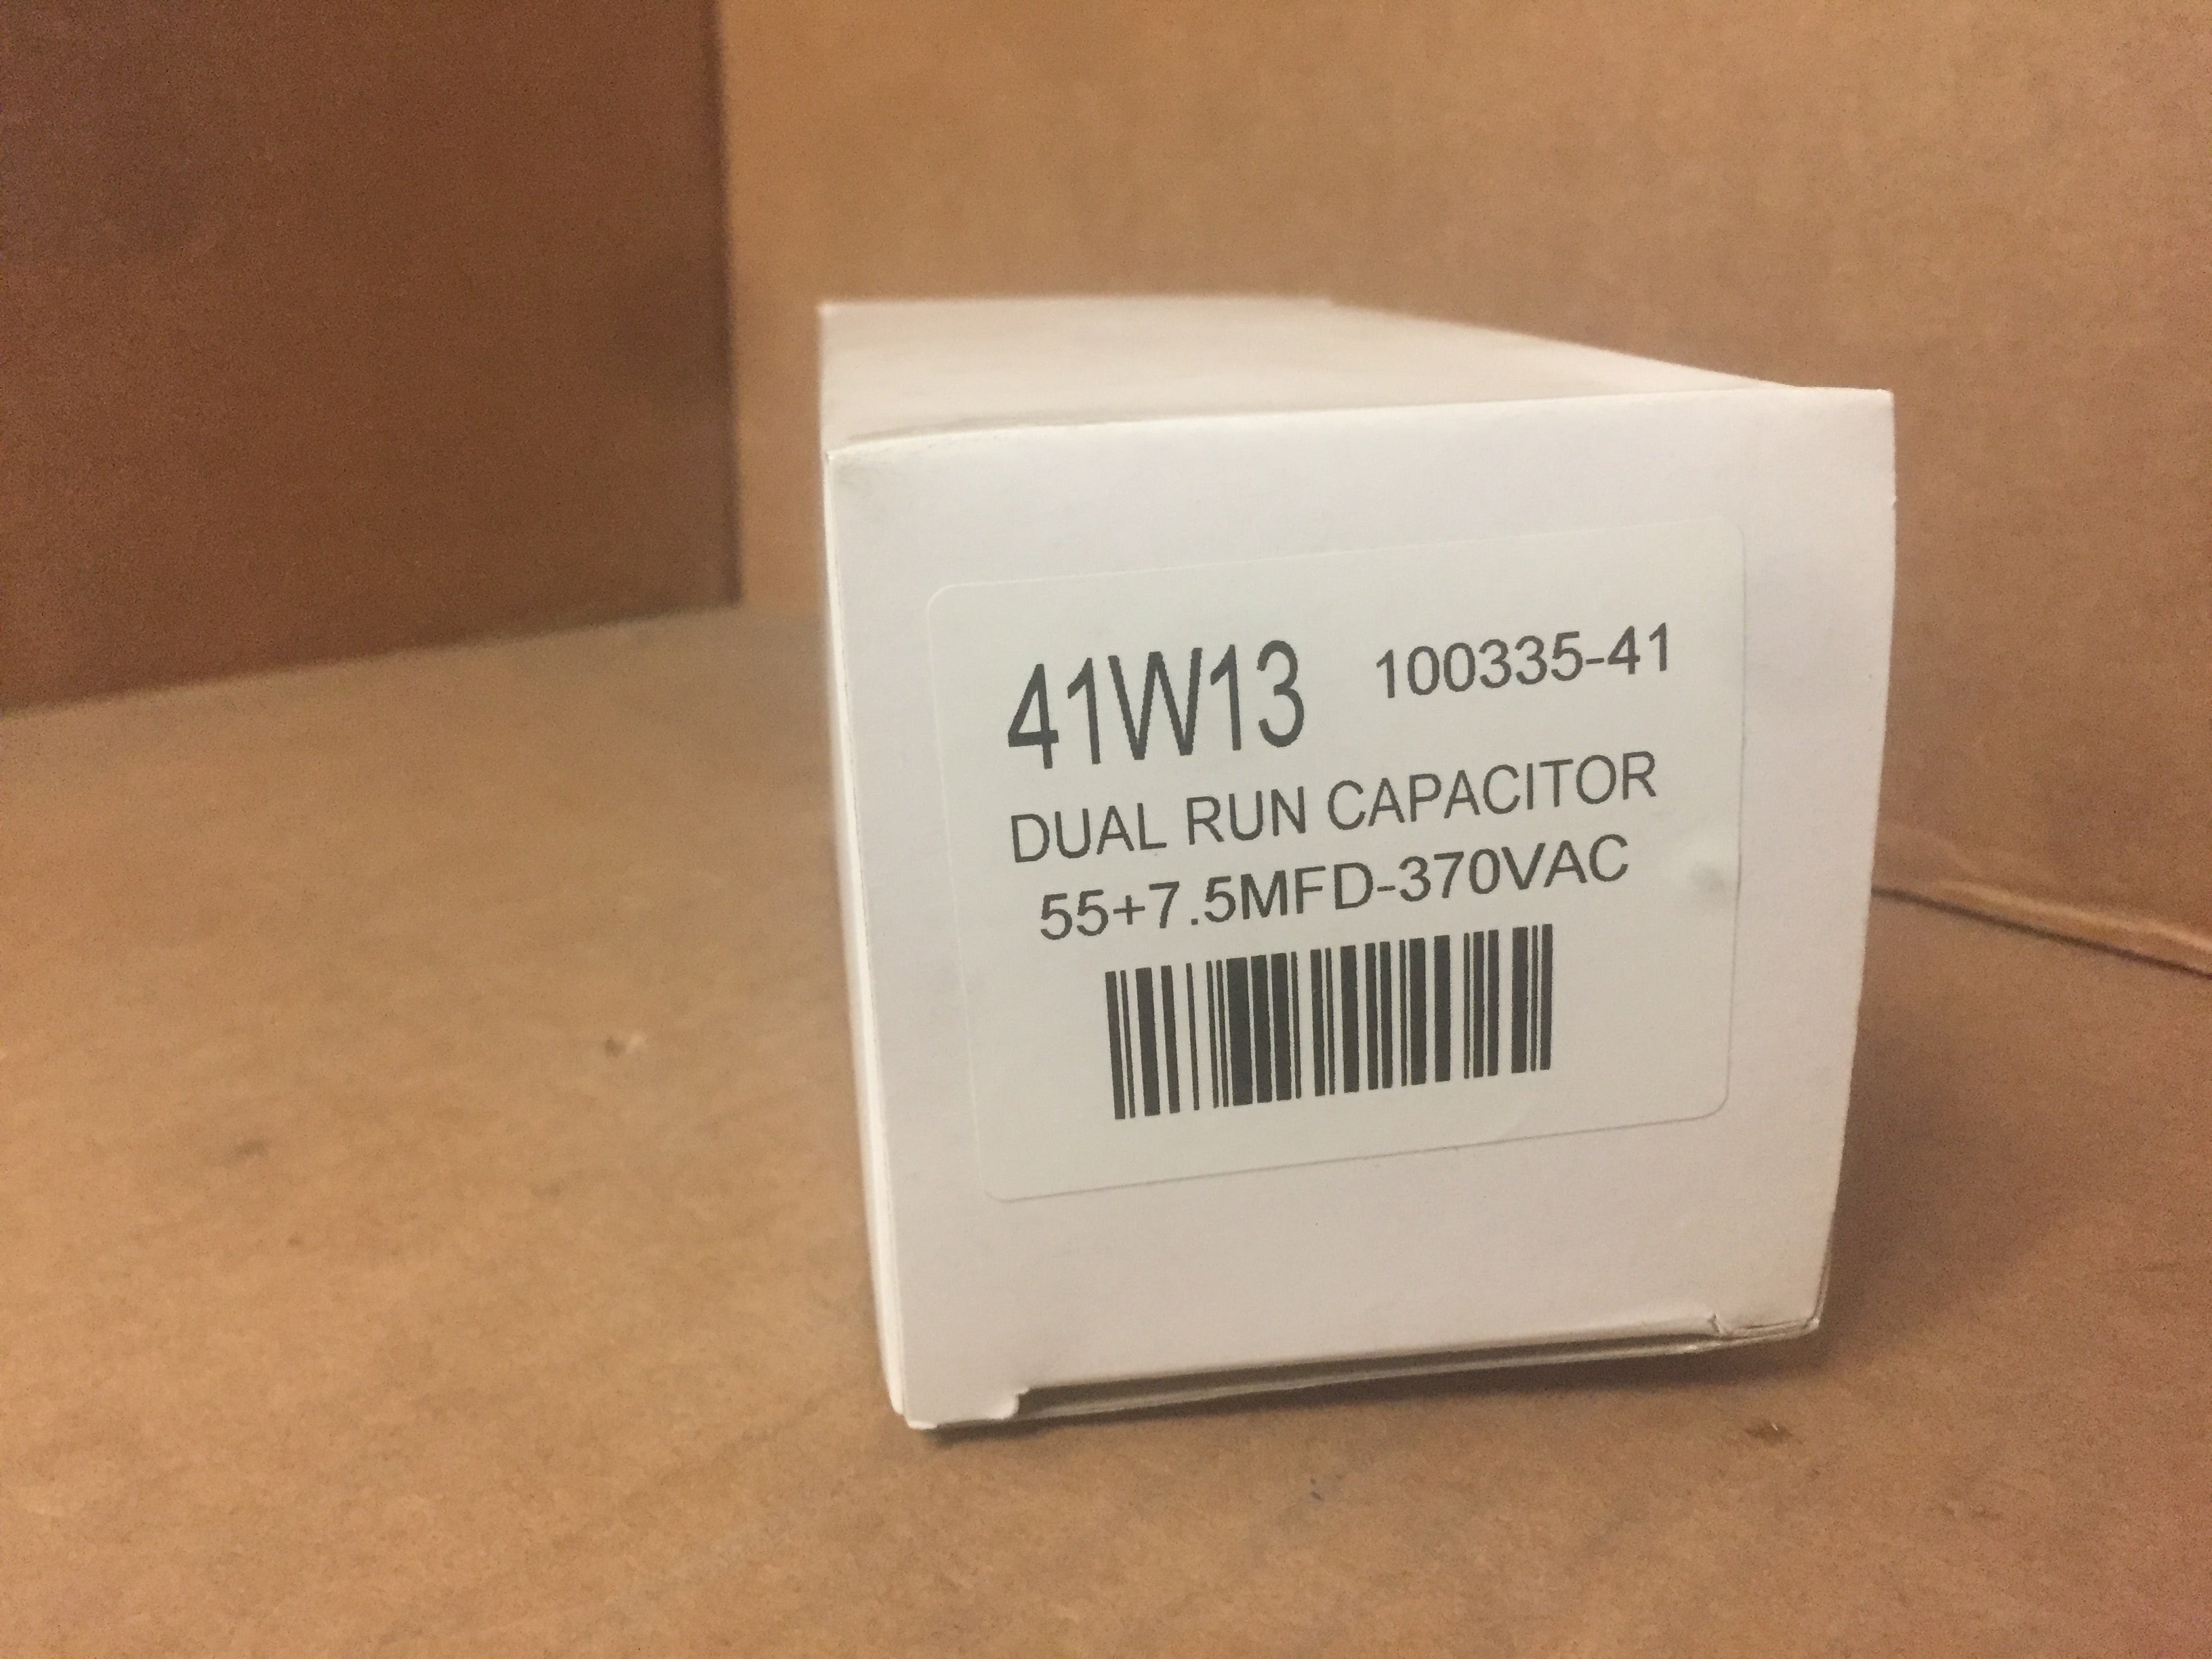 41W13 100335-41
DUAL RUN CAPACITOR
55+7.5MFD-370VAC